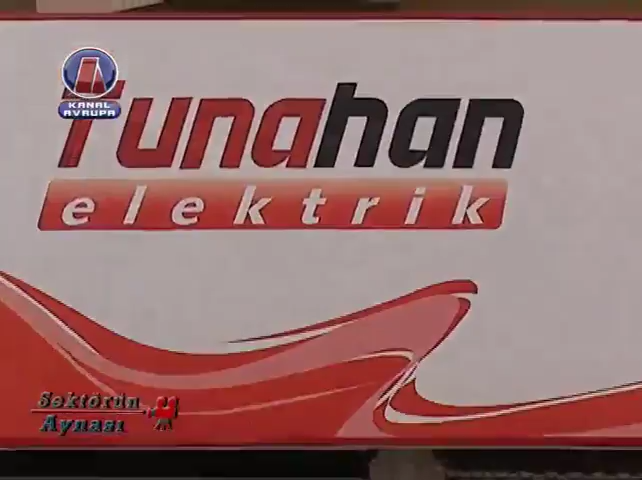 KANAL
AVRUPA
Tunahan
elektrik
Sektörün
Aynası